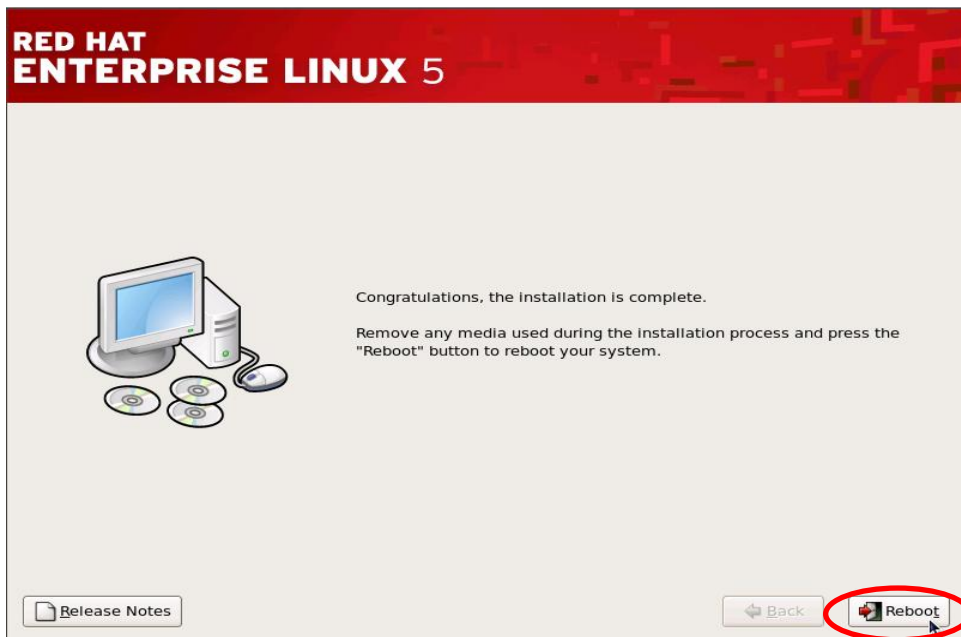 RED HAT
ENTERPRISE LINUX 5
Congratulations, the installation is complete.
Remove any media used during the installation process and press the
"Reboot" button to reboot your system.
Release Notes
Back
Reboot